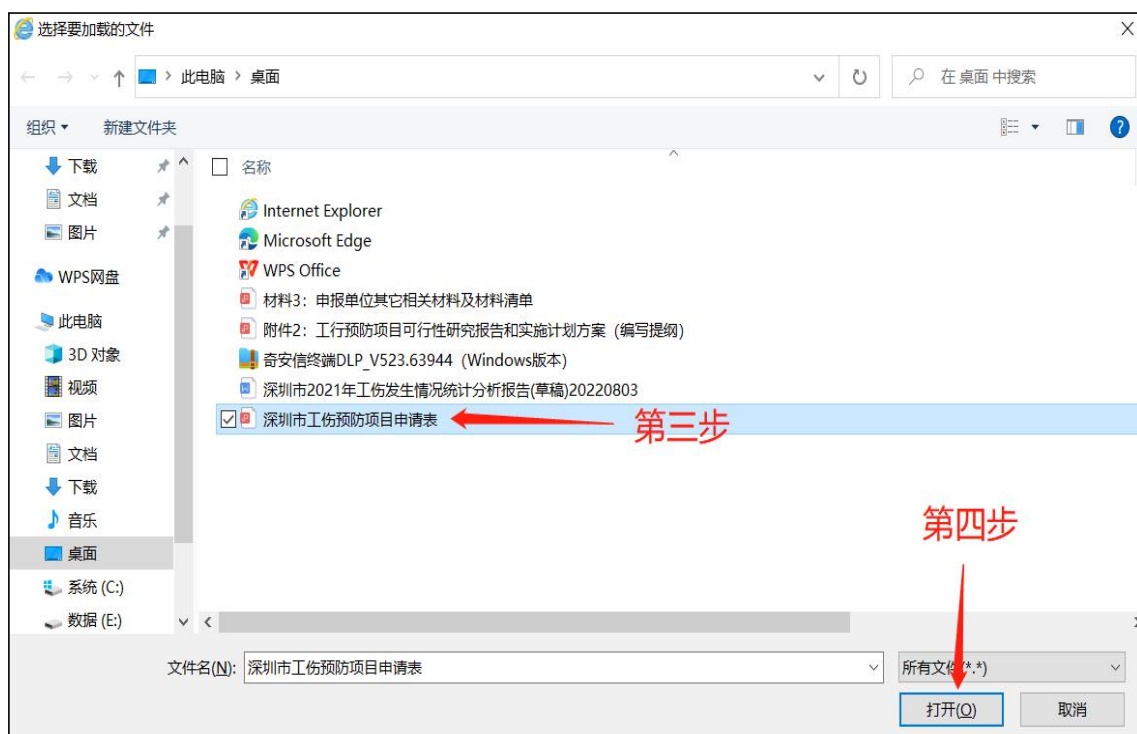 选择要加载的文件
此电脑 > 桌面
在 桌面 中搜索
组织
新建文件夹
下载
文档
图片
WPS网盘
此电脑
3D 对象
视频
图片
文档
下载
音乐
桌面
系统 (C:)
数据 (E:)
名称
Internet Explorer
Microsoft Edge
WPS Office
材料3：申报单位其它相关材料及材料清单
附件2：工行预防项目可行性研究报告和实施计划方案（编写提纲）
奇安信终端DLP_V523.63944（Windows版本）
深圳市2021年工伤发生情况统计分析报告(草稿)20220803
深圳市工伤预防项目申请表
第三步
第四步
文件名(N): 深圳市工伤预防项目申请表
所有文件(*.*)
打开(O)
取消